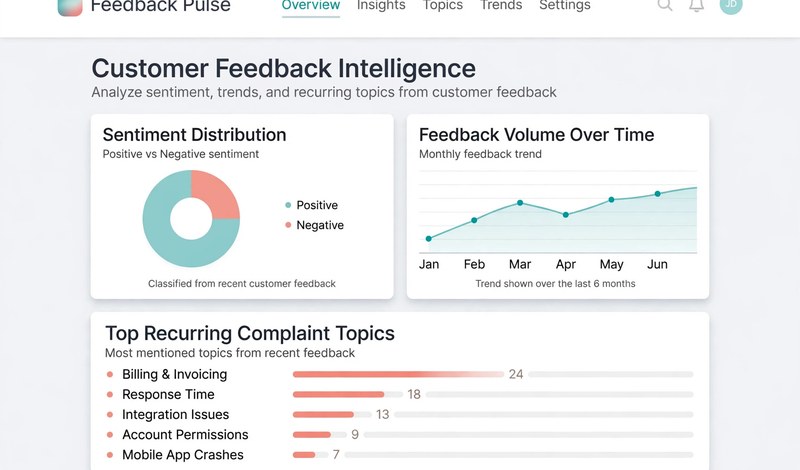 Feedback Pulse
Overview Insights Topics Trends Settings
JD
Customer Feedback Intelligence
Analyze sentiment, trends, and recurring topics from customer feedback
Sentiment Distribution
Positive vs Negative sentiment
Positive
Negative
Classified from recent customer feedback
Feedback Volume Over Time
Monthly feedback trend
Jan Feb Mar Apr May Jun
Trend shown over the last 6 months
Top Recurring Complaint Topics
Most mentioned topics from recent feedback
Billing & Invoicing 24
Response Time 18
Integration Issues 13
Account Permissions 9
Mobile App Crashes 7